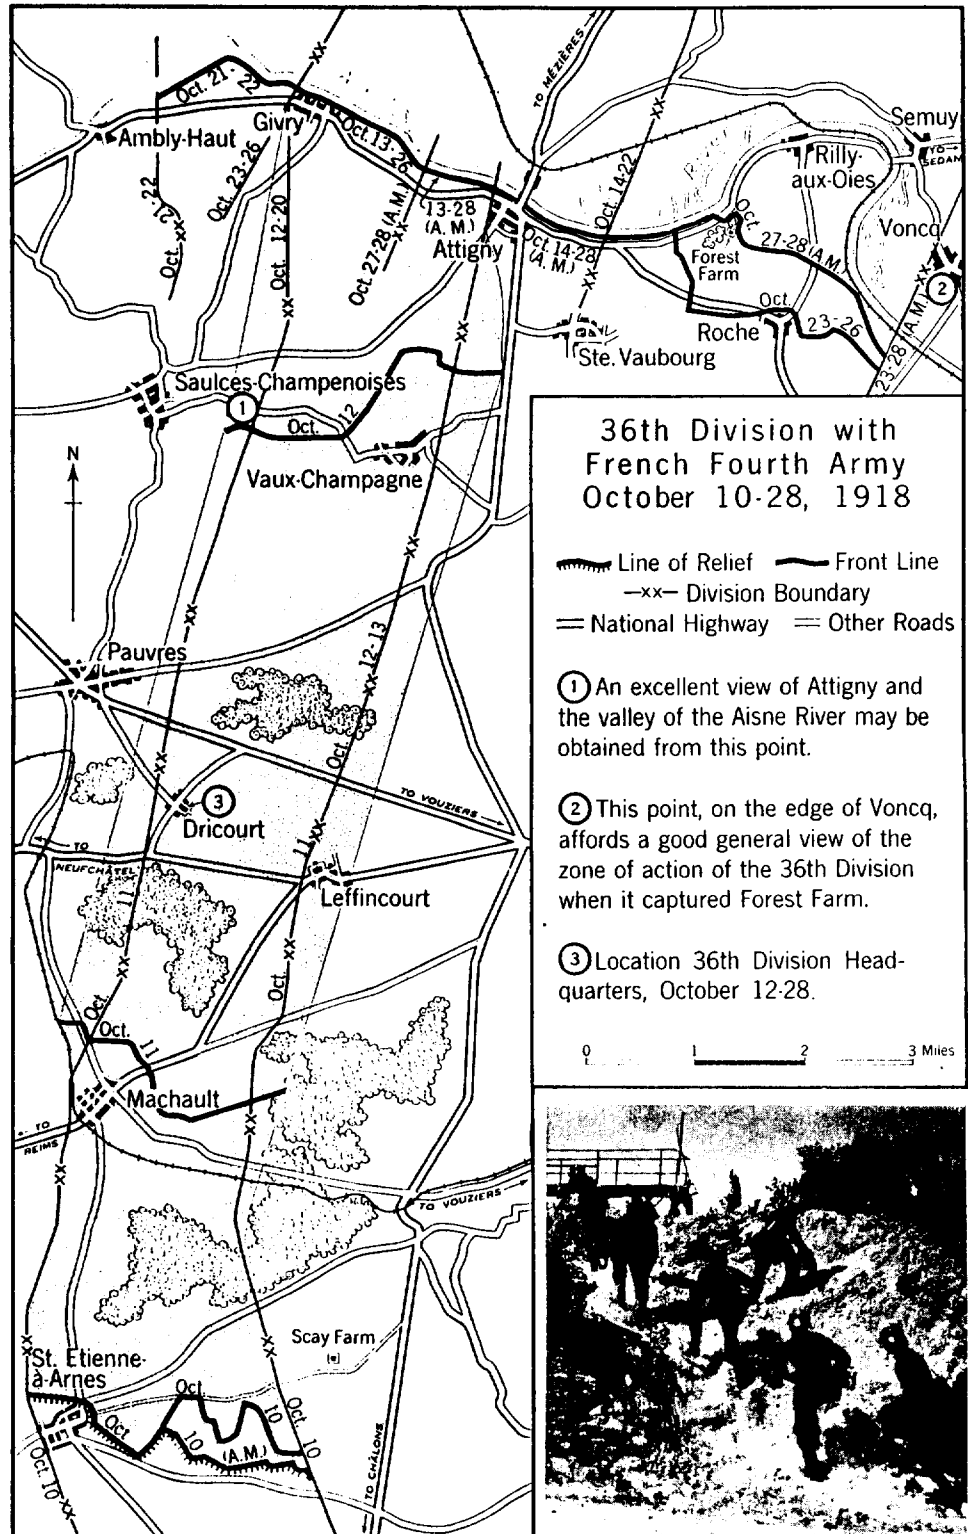 TO MÉZIÈRES
Oct. 21-22
Ambly-Haut
Givry
Oct. 13-26
Semuy
TO SEDAN
Rilly-
aux-Oies
Voncq
21-22
Oct.
Oct. 23-26
Oct. 12-20
Oct. 27-28 (A.M.)
13-28
(A. M.)
Attigny
Oct. 14-28
(A. M.)
Oct. 14-22
Oct.
27-28 (A.M.)
Forest
Farm
Roche
Oct.
23-26
23-28 (A. M.)
2
Ste. Vaubourg
Saulces-Champenoises
1
Oct. 12
Vaux-Champagne
N
36th Division with
French Fourth Army
October 10-28, 1918
Line of Relief Front Line
-xx- Division Boundary
National Highway Other Roads
1 An excellent view of Attigny and
the valley of the Aisne River may be
obtained from this point.
2 This point, on the edge of Voncq,
affords a good general view of the
zone of action of the 36th Division
when it captured Forest Farm.
3 Location 36th Division Head-
quarters, October 12-28.
0 1 2 3 Miles
Pauvres
Oct. 12-13
3
Dricourt
TO VOUZIERS
TO
NEUFCHÂTEL
11
11
Leffincourt
Oct.
Oct.
Oct. 11
Machault
TO
REIMS
TO VOUZIERS
Scay Farm
St. Etienne-
à-Arnes
Oct.
10
Oct.
10
Oct.
10
(A.M.)
Oct. 10
TO CHÂLONS